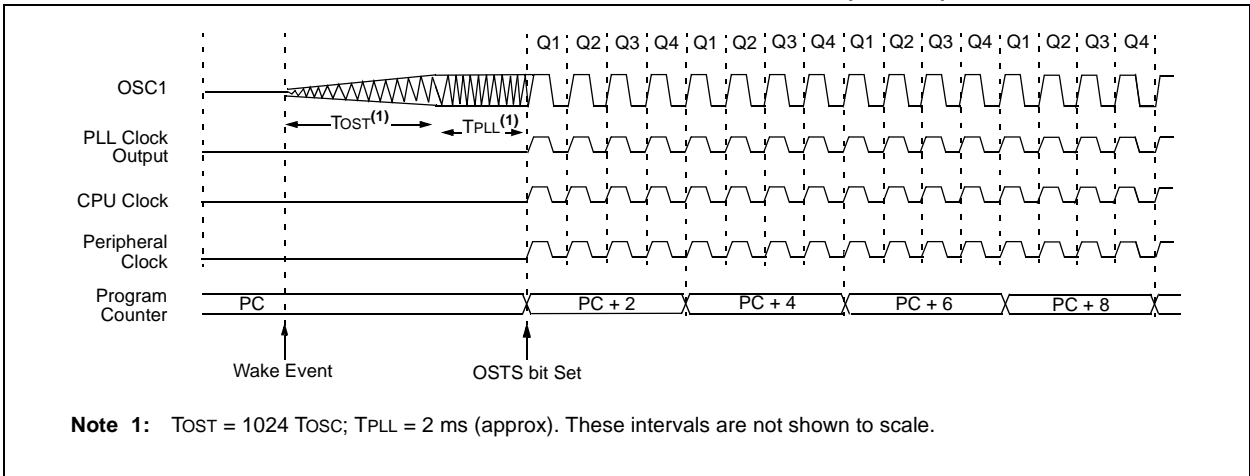 Q1 Q2 Q3 Q4 Q1 Q2 Q3 Q4 Q1 Q2 Q3 Q4 Q1 Q2 Q3 Q4
OSC1
TOST(1) TPLL(1)
PLL Clock
Output
CPU Clock
Peripheral
Clock
Program
Counter
PC PC + 2 PC + 4 PC + 6 PC + 8
Wake Event OSTS bit Set
Note 1: TOST = 1024 TOSC; TPLL = 2 ms (approx). These intervals are not shown to scale.